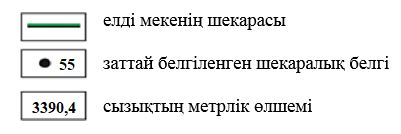 елді мекенің шекарасы
55 заттай белгіленген шекаралық белгі
3390,4 сызықтың метрлік өлшемі